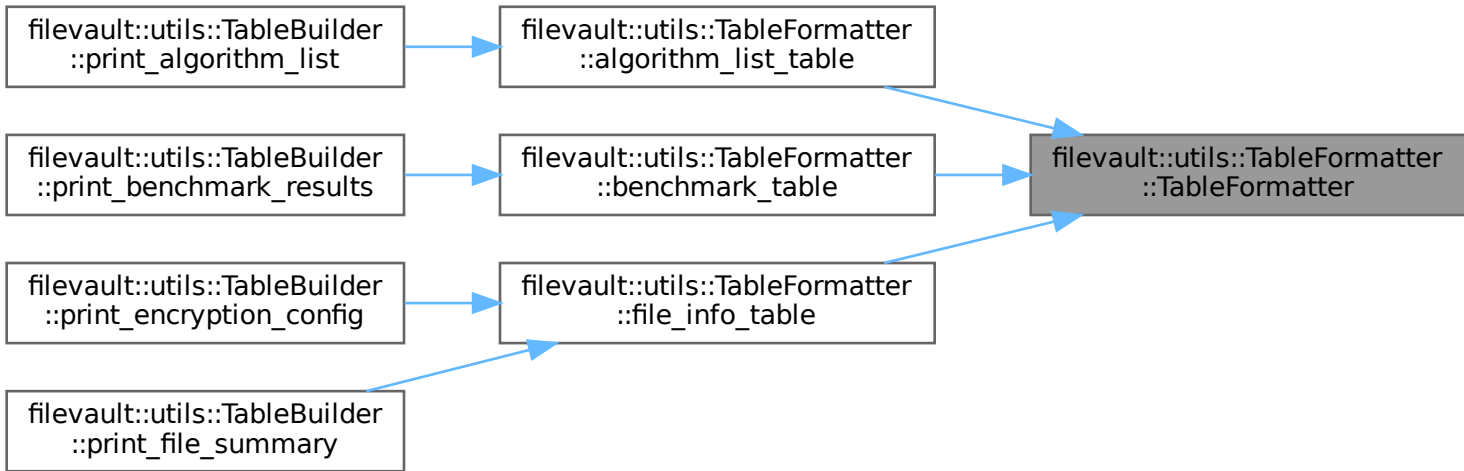 filevault::utils::TableBuilder
::print_algorithm_list
filevault::utils::TableFormatter
::algorithm_list_table
filevault::utils::TableBuilder
::print_benchmark_results
filevault::utils::TableFormatter
::benchmark_table
filevault::utils::TableFormatter
::TableFormatter
filevault::utils::TableBuilder
::print_encryption_config
filevault::utils::TableFormatter
::file_info_table
filevault::utils::TableBuilder
::print_file_summary